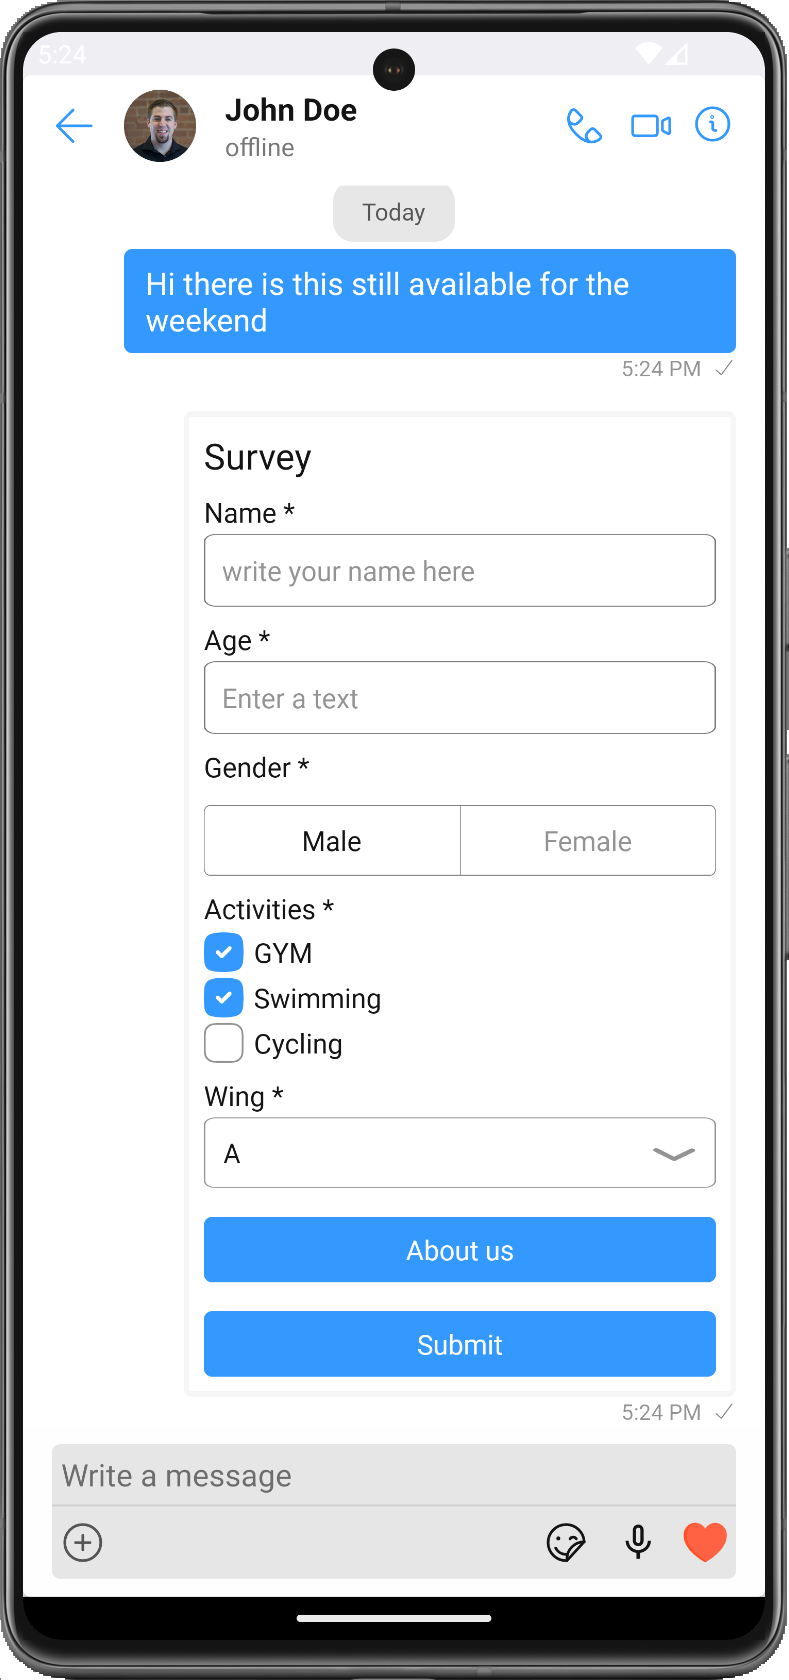 5:24
John Doe
offline
Today
Hi there is this still available for the
weekend
5:24 PM
Survey
Name *
write your name here
Age *
Enter a text
Gender *
Male
Female
Activities *
GYM
Swimming
Cycling
Wing *
A
About us
Submit
5:24 PM
Write a message